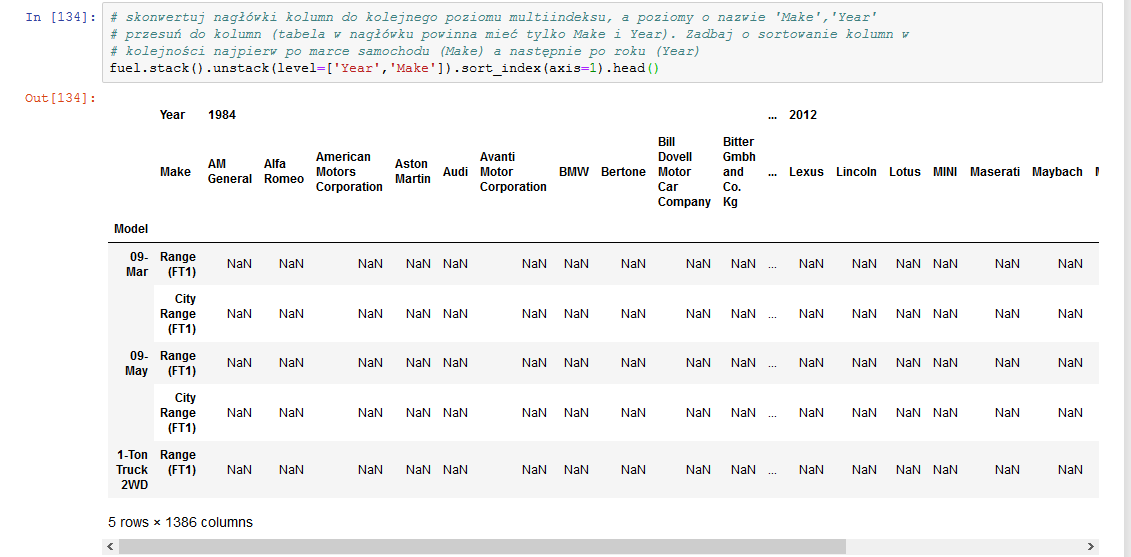 In [134]: # skonwertuj nagłówki kolumn do kolejnego poziomu multiindeksu, a poziomy o nazwie 'Make','Year'
# przesuń do kolumn (tabela w nagłówku powinna mieć tylko Make i Year). Zadbaj o sortowanie kolumn w
# kolejności najpierw po marce samochodu (Make) a następnie po roku (Year)
fuel.stack().unstack(level=['Year','Make']).sort_index(axis=1).head()
Out[134]:
Year 1984 ... 2012
Make AM General Alfa Romeo American Motors Corporation Aston Martin Audi Avanti Motor Corporation BMW Bertone Bill Dovell Motor Car Company Bitter Gmbh and Co. Kg ... Lexus Lincoln Lotus MINI Maserati Maybach
Model
09-Mar Range (FT1) NaN NaN NaN NaN NaN NaN NaN NaN NaN NaN ... NaN NaN NaN NaN NaN NaN
City Range (FT1) NaN NaN NaN NaN NaN NaN NaN NaN NaN NaN ... NaN NaN NaN NaN NaN NaN
09-May Range (FT1) NaN NaN NaN NaN NaN NaN NaN NaN NaN NaN ... NaN NaN NaN NaN NaN NaN
City Range (FT1) NaN NaN NaN NaN NaN NaN NaN NaN NaN NaN ... NaN NaN NaN NaN NaN NaN
1-Ton Truck 2WD Range (FT1) NaN NaN NaN NaN NaN NaN NaN NaN NaN NaN ... NaN NaN NaN NaN NaN NaN
5 rows × 1386 columns